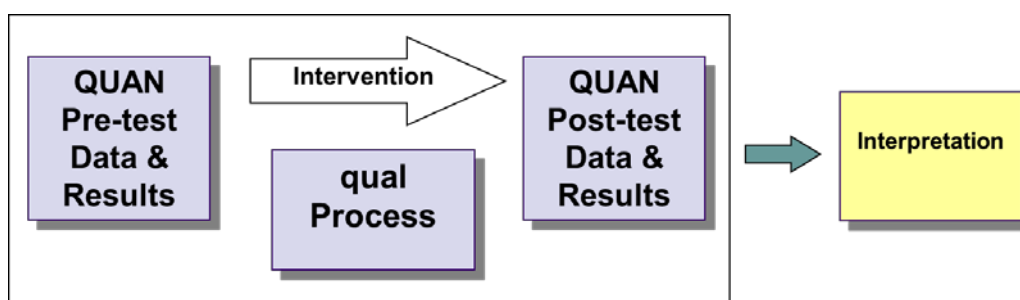 QUAN
Pre-test
Data &
Results
Intervention
qual
Process
QUAN
Post-test
Data &
Results
Interpretation